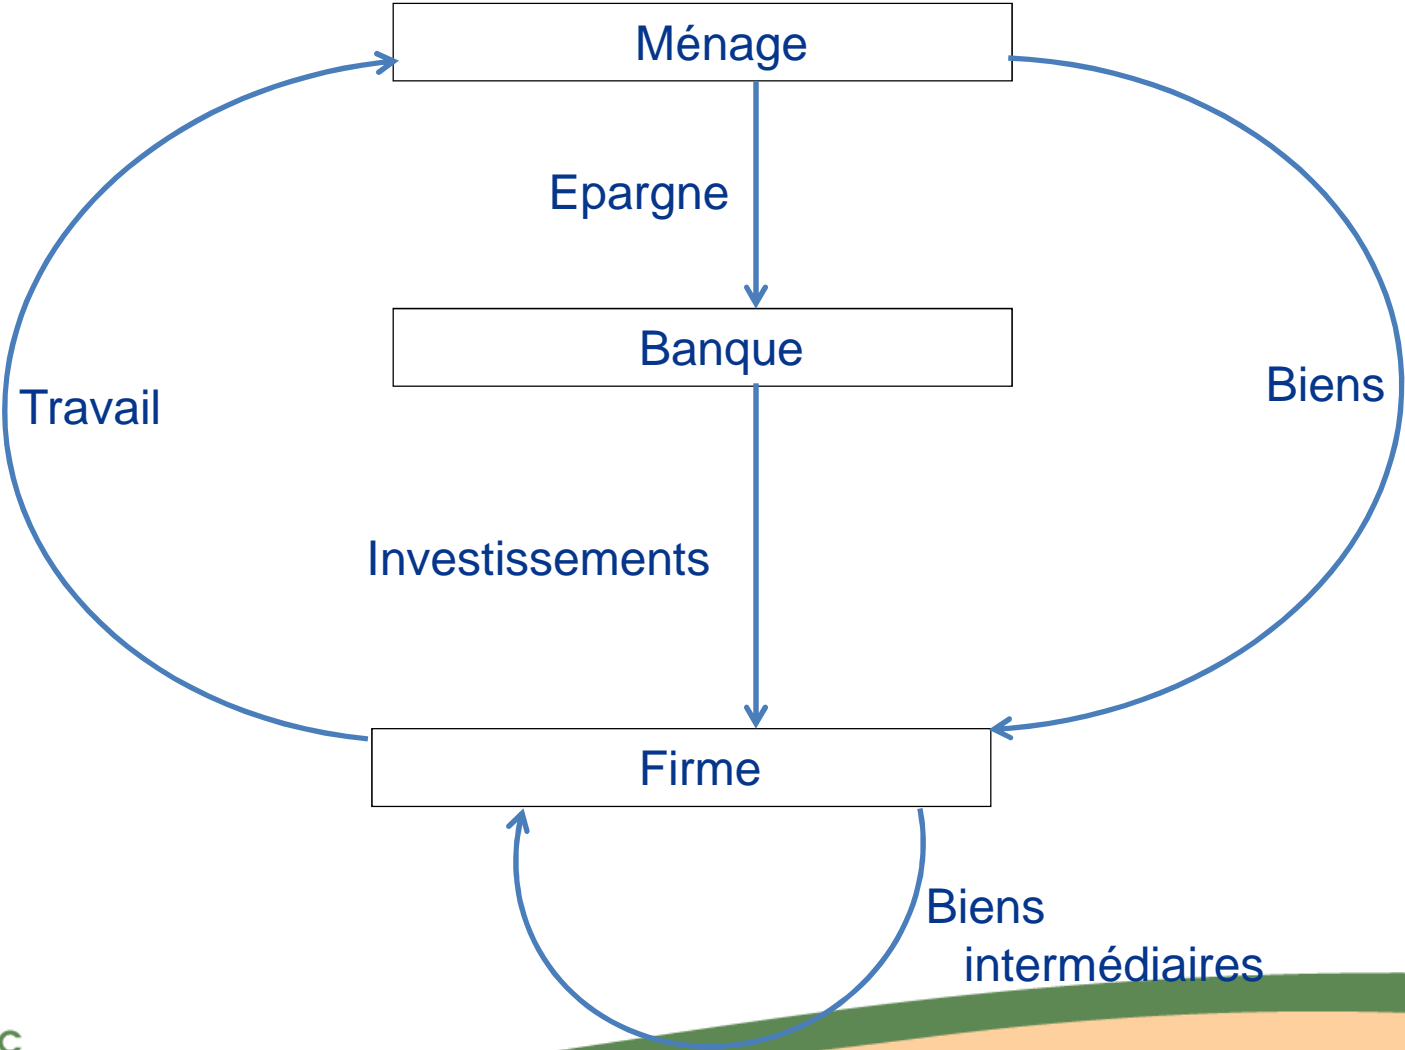 Ménage
Epargne
Banque
Biens
Travail
Investissements
Firme
Biens
intermédiaires
c